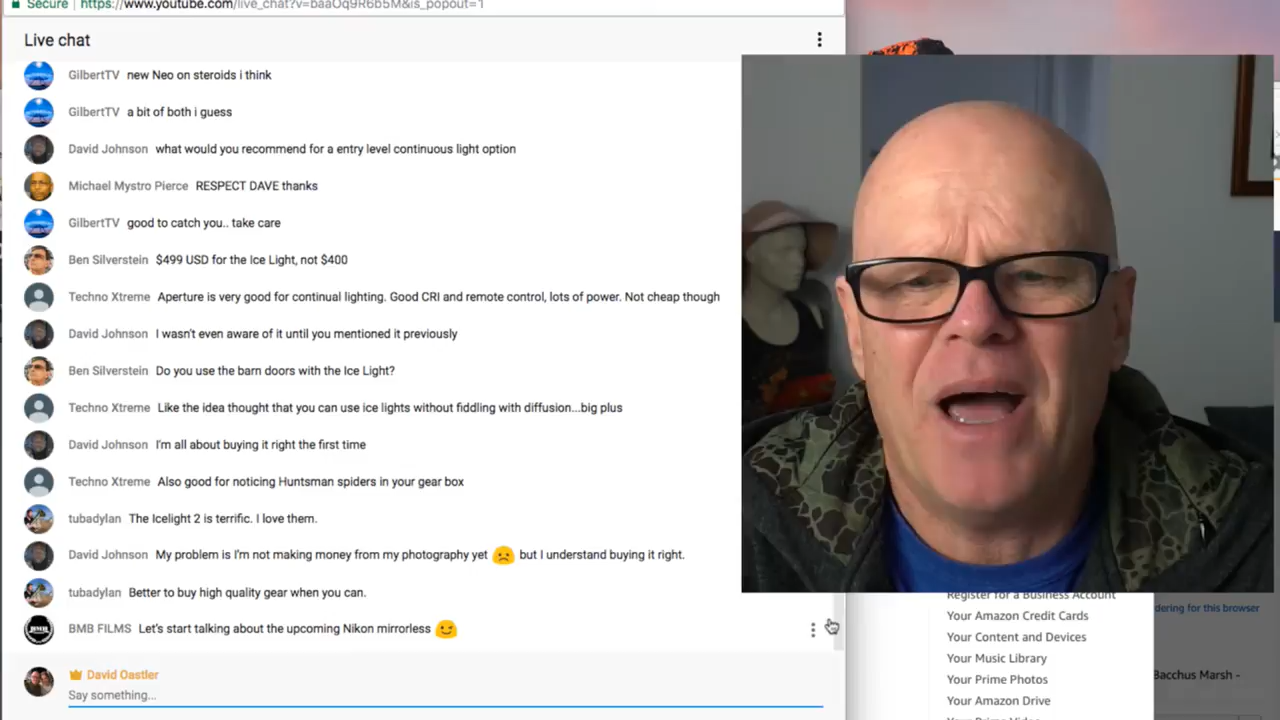 Secure | https://www.youtube.com/live_chat?v=baaOq9R6b5M&is_popout=1
Live chat
GilbertTV new Neo on steroids i think
GilbertTV a bit of both i guess
David Johnson what would you recommend for a entry level continuous light option
Michael Mystro Pierce RESPECT DAVE thanks
GilbertTV good to catch you.. take care
Ben Silverstein $499 USD for the Ice Light, not $400
Techno Xtreme Aperture is very good for continual lighting. Good CRI and remote control, lots of power. Not cheap though
David Johnson I wasn't even aware of it until you mentioned it previously
Ben Silverstein Do you use the barn doors with the Ice Light?
Techno Xtreme Like the idea thought that you can use ice lights without fiddling with diffusion...big plus
David Johnson I'm all about buying it right the first time
Techno Xtreme Also good for noticing Huntsman spiders in your gear box
tubadylan The Icelight 2 is terrific. I love them.
David Johnson My problem is I'm not making money from my photography yet ☹️ but I understand buying it right.
tubadylan Better to buy high quality gear when you can.
BMB FILMS Let's start talking about the upcoming Nikon mirrorless 😉
David Oastler
Say something...
Register for a Business Account
Your Amazon Credit Cards
Your Content and Devices
Your Music Library
Your Prime Photos
Your Amazon Drive
dering for this browser
Bacchus Marsh -